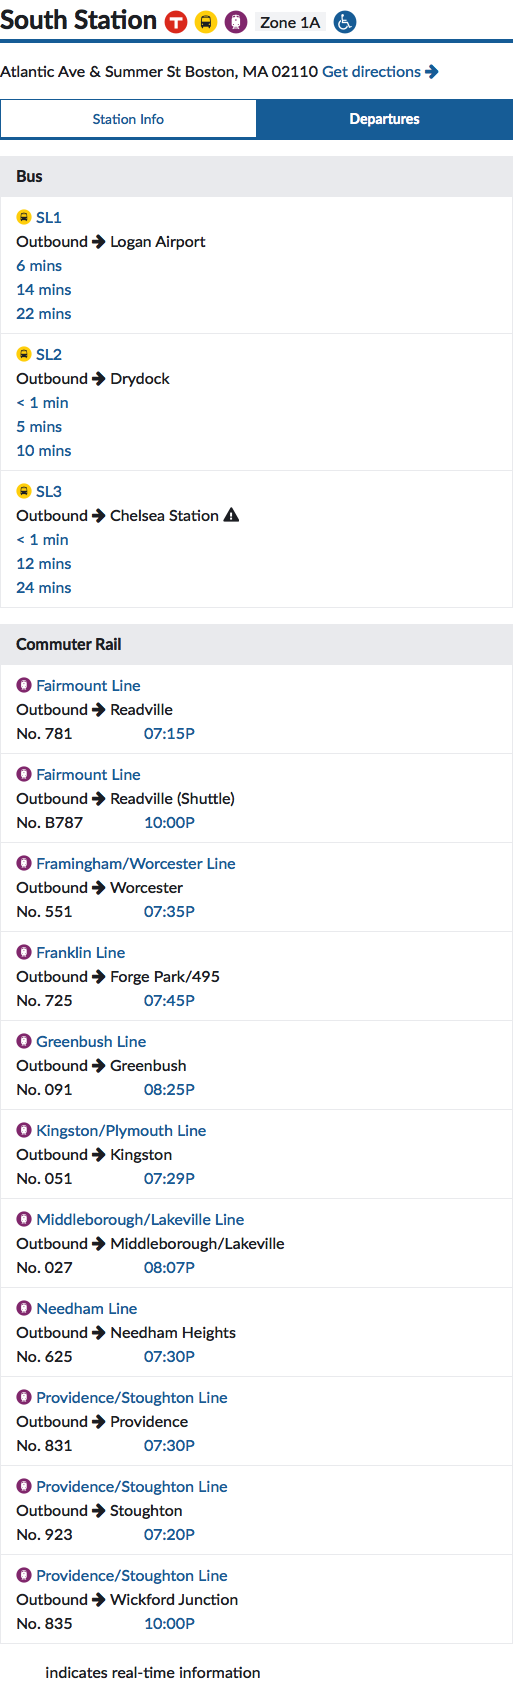 South Station T Zone 1A
Atlantic Ave & Summer St Boston, MA 02110 Get directions
Station Info Departures
Bus
SL1
Outbound → Logan Airport
6 mins
14 mins
22 mins
SL2
Outbound → Drydock
< 1 min
5 mins
10 mins
SL3
Outbound → Chelsea Station
< 1 min
12 mins
24 mins
Commuter Rail
Fairmount Line
Outbound → Readville
No. 781 07:15P
Fairmount Line
Outbound → Readville (Shuttle)
No. B787 10:00P
Framingham/Worcester Line
Outbound → Worcester
No. 551 07:35P
Franklin Line
Outbound → Forge Park/495
No. 725 07:45P
Greenbush Line
Outbound → Greenbush
No. 091 08:25P
Kingston/Plymouth Line
Outbound → Kingston
No. 051 07:29P
Middleborough/Lakeville Line
Outbound → Middleborough/Lakeville
No. 027 08:07P
Needham Line
Outbound → Needham Heights
No. 625 07:30P
Providence/Stoughton Line
Outbound → Providence
No. 831 07:30P
Providence/Stoughton Line
Outbound → Stoughton
No. 923 07:20P
Providence/Stoughton Line
Outbound → Wickford Junction
No. 835 10:00P
indicates real-time information